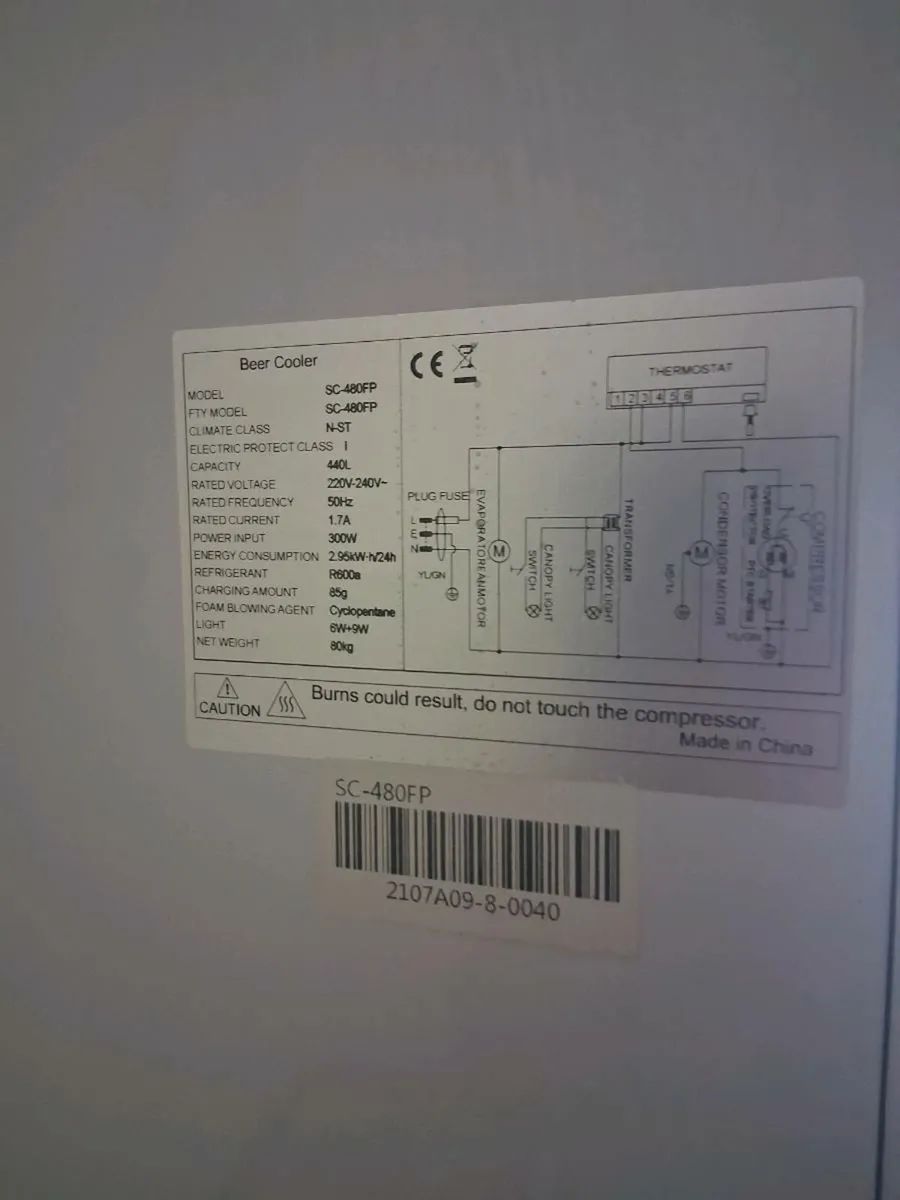 Beer Cooler
MODEL SC-480FP
FTY MODEL SC-480FP
CLIMATE CLASS N-ST
ELECTRIC PROTECT CLASS I
CAPACITY 440L
RATED VOLTAGE 220V-240V~
RATED FREQUENCY 50Hz
RATED CURRENT 1.7A
POWER INPUT 300W
ENERGY CONSUMPTION 2.95kW·h/24h
REFRIGERANT R600a
CHARGING AMOUNT 85g
FOAM BLOWING AGENT Cyclopentane
LIGHT 6W+9W
NET WEIGHT 80kg
CE
THERMOSTAT
1 2 3 4 5 6
PLUG FUSE
L
E
N
YL/GN
EVAPORATOREANMOTOR
M
SWITCH
CANOPY LIGHT
SWITCH
CANOPY LIGHT
TRANSFORMER
M
CONDENSOR MOTOR
COMPRESSOR
YL/GN
CAUTION
Burns could result, do not touch the compressor.
Made in China
SC-480FP
2107A09-8-0040